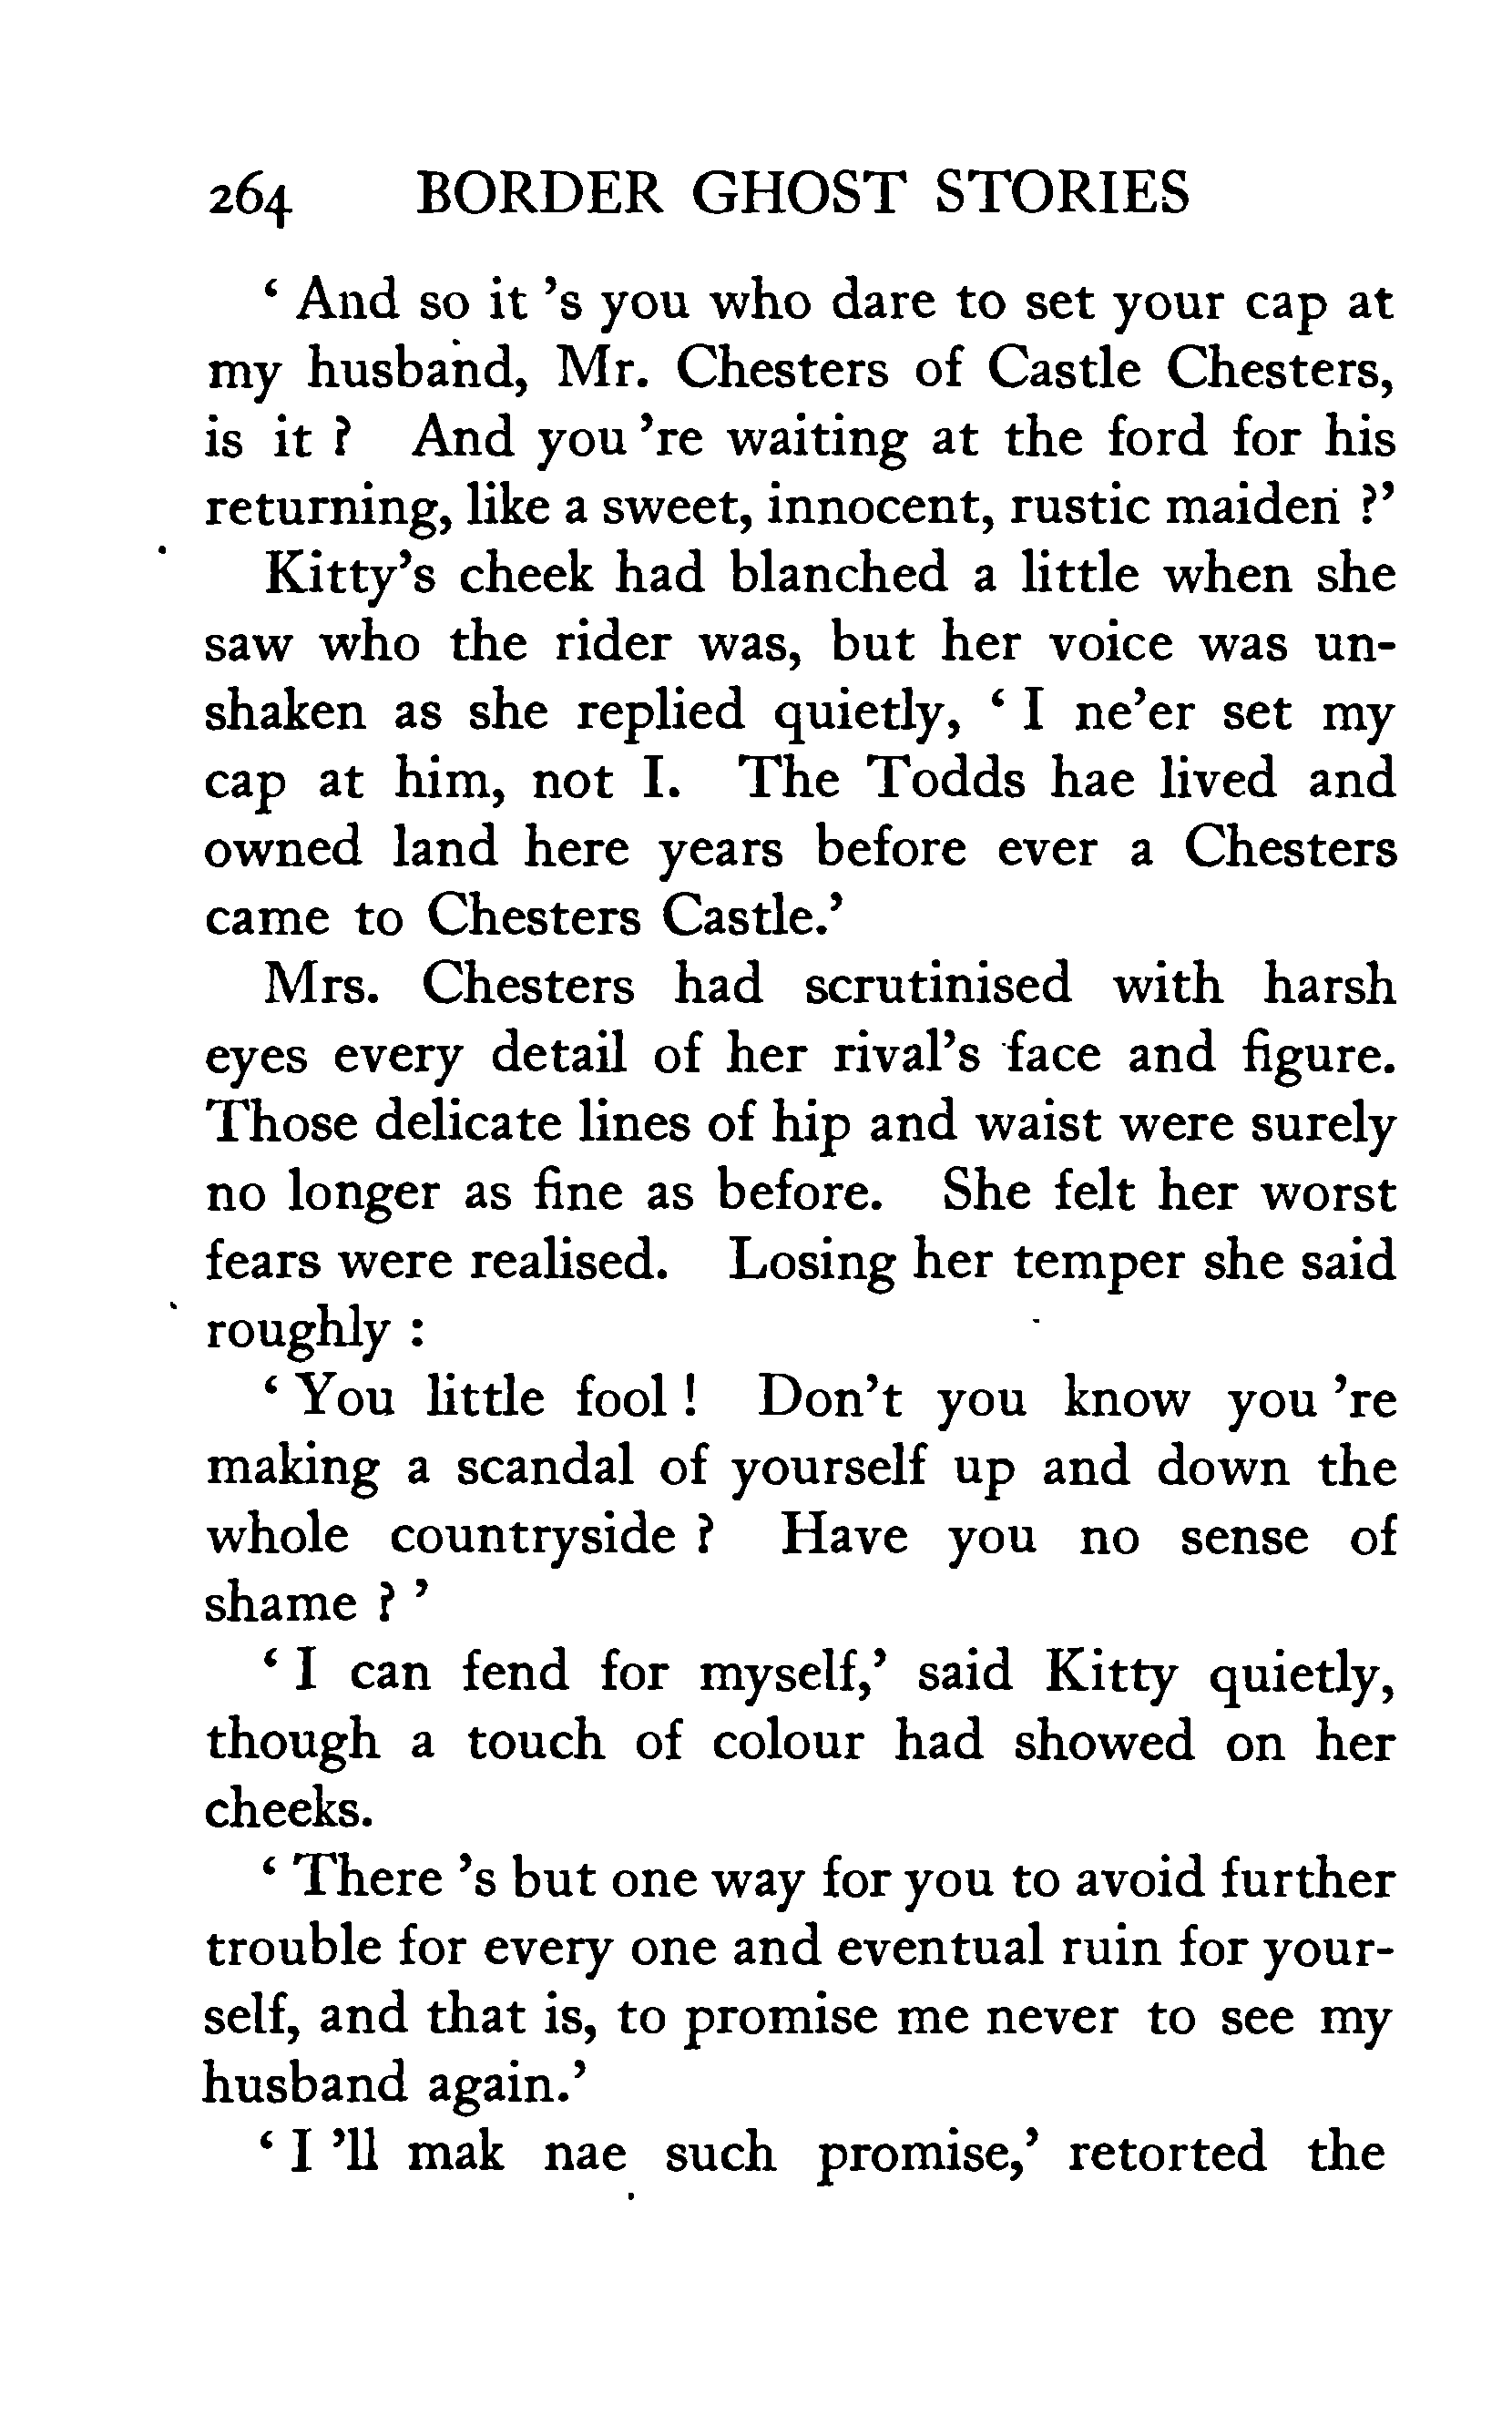 264 BORDER GHOST STORIES
‘ And so it ’s you who dare to set your cap at
my husband, Mr. Chesters of Castle Chesters,
is it ? And you ’re waiting at the ford for his
returning, like a sweet, innocent, rustic maiden ?’
Kitty’s cheek had blanched a little when she
saw who the rider was, but her voice was un-
shaken as she replied quietly, ‘ I ne’er set my
cap at him, not I. The Todds hae lived and
owned land here years before ever a Chesters
came to Chesters Castle.’
Mrs. Chesters had scrutinised with harsh
eyes every detail of her rival’s face and figure.
Those delicate lines of hip and waist were surely
no longer as fine as before. She felt her worst
fears were realised. Losing her temper she said
roughly :
‘ You little fool ! Don’t you know you ’re
making a scandal of yourself up and down the
whole countryside ? Have you no sense of
shame ? ’
‘ I can fend for myself,’ said Kitty quietly,
though a touch of colour had showed on her
cheeks.
‘ There ’s but one way for you to avoid further
trouble for every one and eventual ruin for your-
self, and that is, to promise me never to see my
husband again.’
‘ I ’ll mak nae such promise,’ retorted the